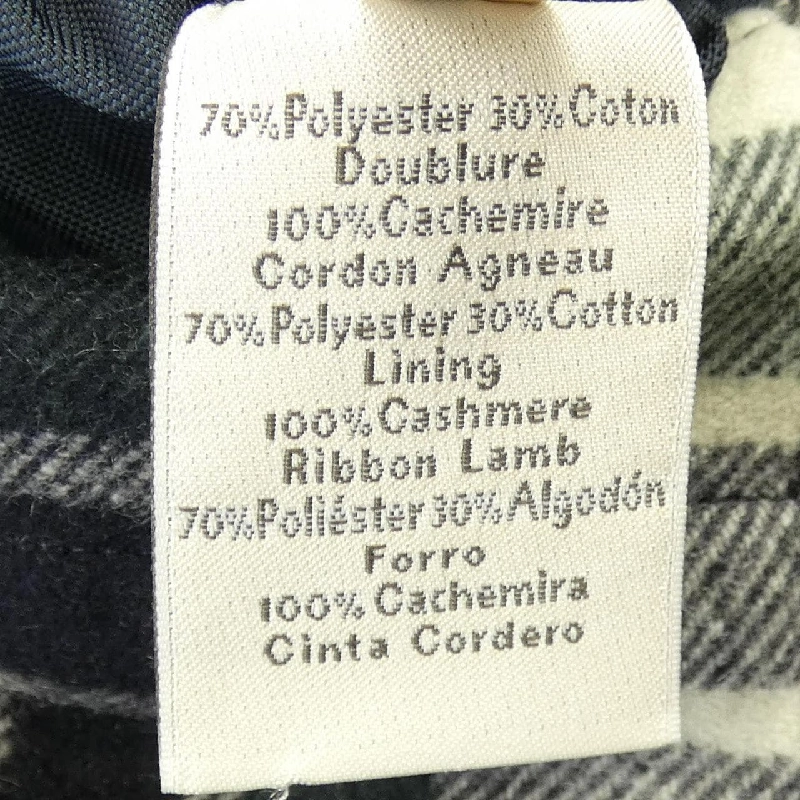 70%Polyester 30%Coton
Doublure
100%Cachemire
Cordon Agneau
70%Polyester 30%Cotton
Lining
100%Cashmere
Ribbon Lamb
70%Poliéster 30%Algodón
Forro
100%Cachemira
Cinta Cordero